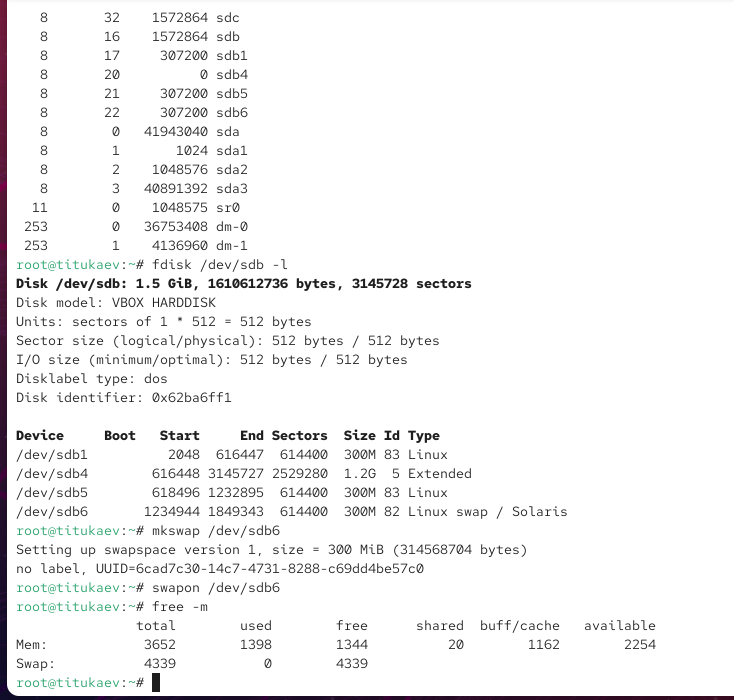 8       32    1572864 sdc
   8       16    1572864 sdb
   8       17     307200 sdb1
   8       20          0 sdb4
   8       21     307200 sdb5
   8       22     307200 sdb6
   8        0   41943040 sda
   8        1       1024 sda1
   8        2    1048576 sda2
   8        3   40891392 sda3
  11        0    1048575 sr0
 253        0   36753408 dm-0
 253        1    4136960 dm-1
root@titukaev:~# fdisk /dev/sdb -l
Disk /dev/sdb: 1.5 GiB, 1610612736 bytes, 3145728 sectors
Disk model: VBOX HARDDISK
Units: sectors of 1 * 512 = 512 bytes
Sector size (logical/physical): 512 bytes / 512 bytes
I/O size (minimum/optimal): 512 bytes / 512 bytes
Disklabel type: dos
Disk identifier: 0x62ba6ff1

Device     Boot   Start     End Sectors  Size Id Type
/dev/sdb1          2048  616447  614400  300M 83 Linux
/dev/sdb4        616448 3145727 2529280  1.2G  5 Extended
/dev/sdb5        618496 1232895  614400  300M 83 Linux
/dev/sdb6       1234944 1849343  614400  300M 82 Linux swap / Solaris
root@titukaev:~# mkswap /dev/sdb6
Setting up swapspace version 1, size = 300 MiB (314568704 bytes)
no label, UUID=6cad7c30-14c7-4731-8288-c69dd4be57c0
root@titukaev:~# swapon /dev/sdb6
root@titukaev:~# free -m
               total        used        free      shared  buff/cache   available
Mem:            3652        1398        1344          20        1162        2254
Swap:           4339           0        4339
root@titukaev:~#